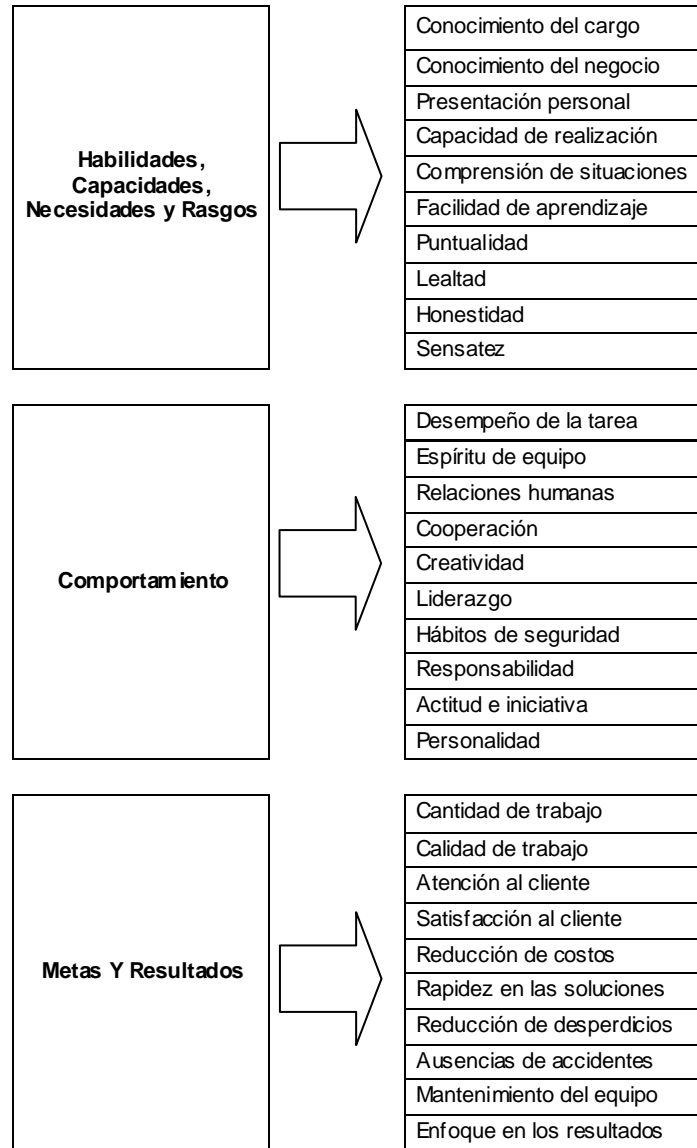 Habilidades,
Capacidades,
Necesidades y Rasgos
Conocimiento del cargo
Conocimiento del negocio
Presentación personal
Capacidad de realización
Comprensión de situaciones
Facilidad de aprendizaje
Puntualidad
Lealtad
Honestidad
Sensatez
Comportamiento
Desempeño de la tarea
Espíritu de equipo
Relaciones humanas
Cooperación
Creatividad
Liderazgo
Hábitos de seguridad
Responsabilidad
Actitud e iniciativa
Personalidad
Metas Y Resultados
Cantidad de trabajo
Calidad de trabajo
Atención al cliente
Satisfacción al cliente
Reducción de costos
Rapidez en las soluciones
Reducción de desperdicios
Ausencias de accidentes
Mantenimiento del equipo
Enfoque en los resultados